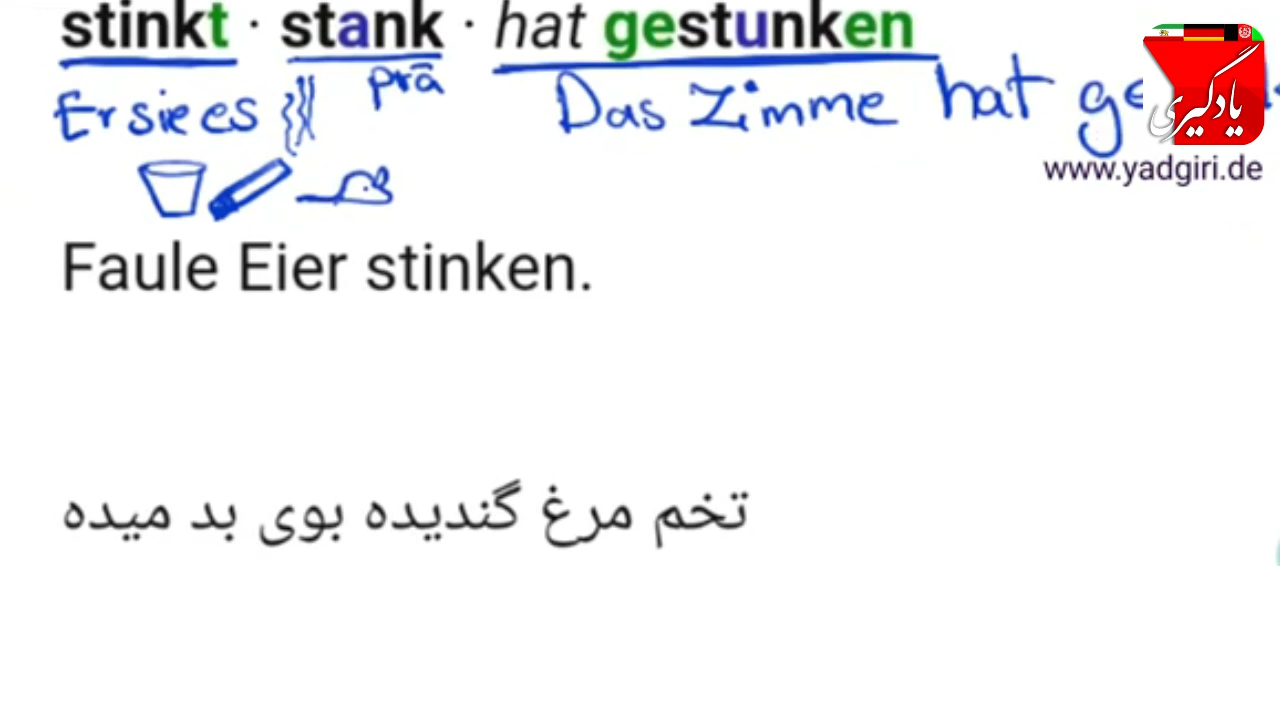 stinkt · stank · hat gestunken
Er sie es prä Das Zimme hat
یادگیری
www.yadgiri.de
Faule Eier stinken.
تخم مرغ گندیده بوی بد میده